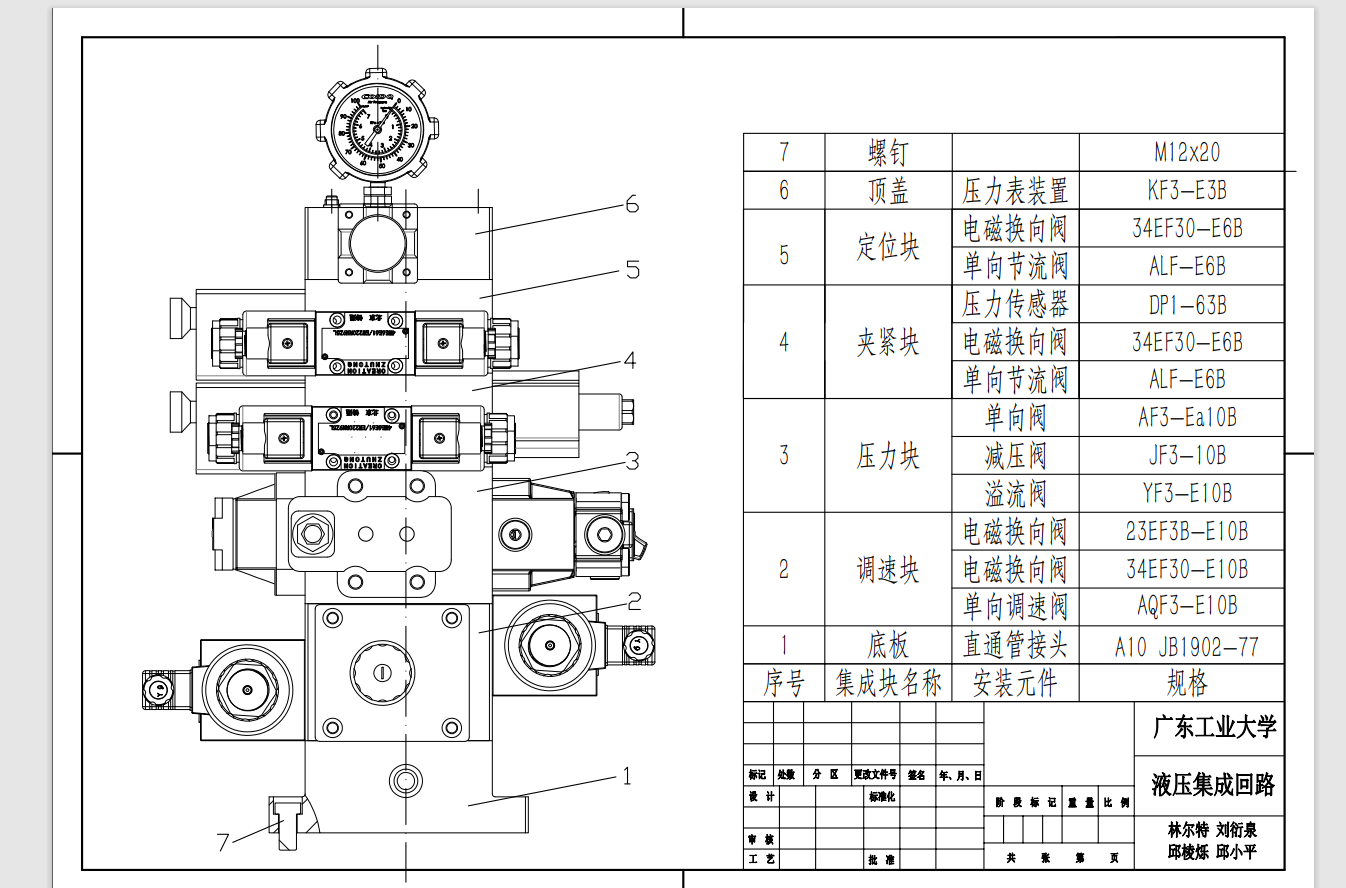 6
5
4
3
2
1
7
7 螺钉 M12x20
6 顶盖 压力表装置 KF3-E3B
5 定位块 电磁换向阀 34EF30-E6B
单向节流阀 ALF-E6B
4 夹紧块 压力传感器 DP1-63B
电磁换向阀 34EF30-E6B
单向节流阀 ALF-E6B
3 压力块 单向阀 AF3-Ea10B
减压阀 JF3-10B
溢流阀 YF3-E10B
2 调速块 电磁换向阀 23EF3B-E10B
电磁换向阀 34EF30-E10B
单向调速阀 AQF3-E10B
1 底板 直通管接头 A10 JB1902-77
序号 集成块名称 安装元件 规格
广东工业大学
标记 处数 分 区 更改文件号 签名 年、月、日
液压集成回路
设 计 标准化
阶 段 标 记 重 量 比 例
林尔特 刘衍泉
邱棱烁 邱小平
审 核
工 艺 批 准
共 张 第 页